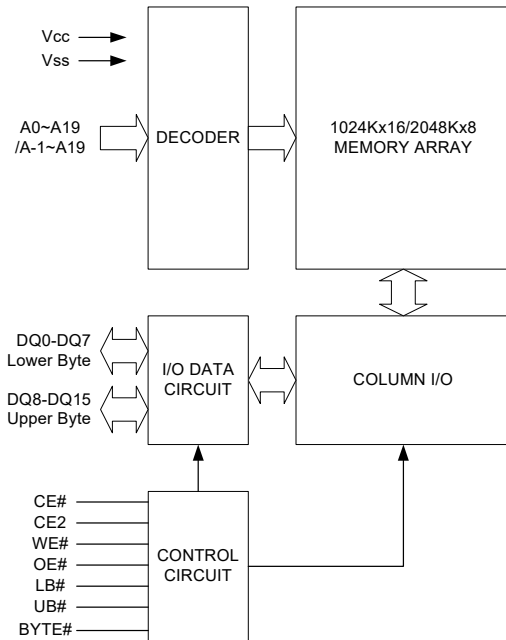 Vcc
Vss
A0~A19
/A-1~A19
DECODER
1024Kx16/2048Kx8
MEMORY ARRAY
DQ0-DQ7
Lower Byte
DQ8-DQ15
Upper Byte
I/O DATA
CIRCUIT
COLUMN I/O
CE#
CE2
WE#
OE#
LB#
UB#
BYTE#
CONTROL
CIRCUIT